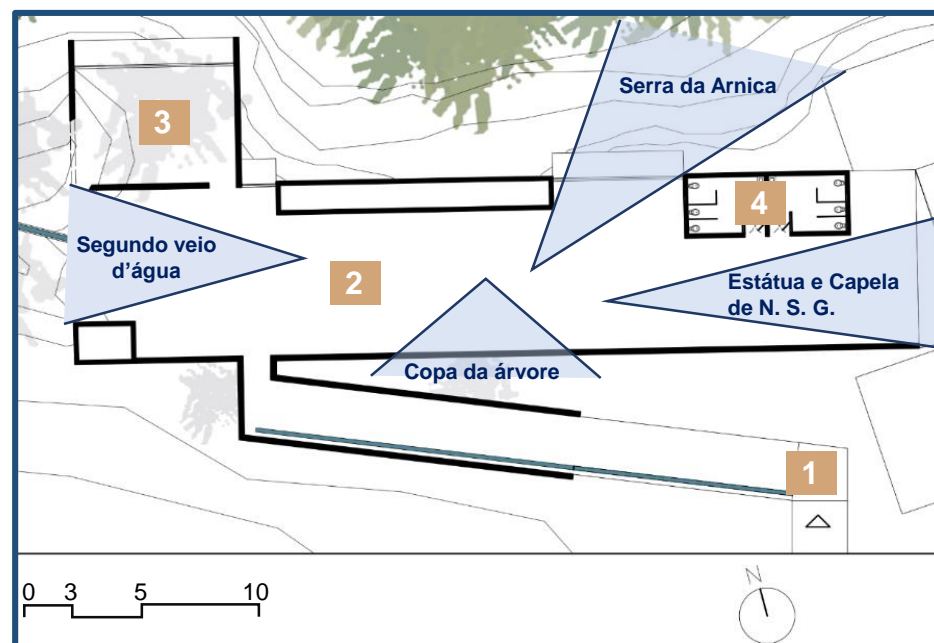 Serra da Arnica
3
4
Segundo veio
d’água
2
Estátua e Capela
de N. S. G.
Copa da árvore
1
0 3 5 10
N